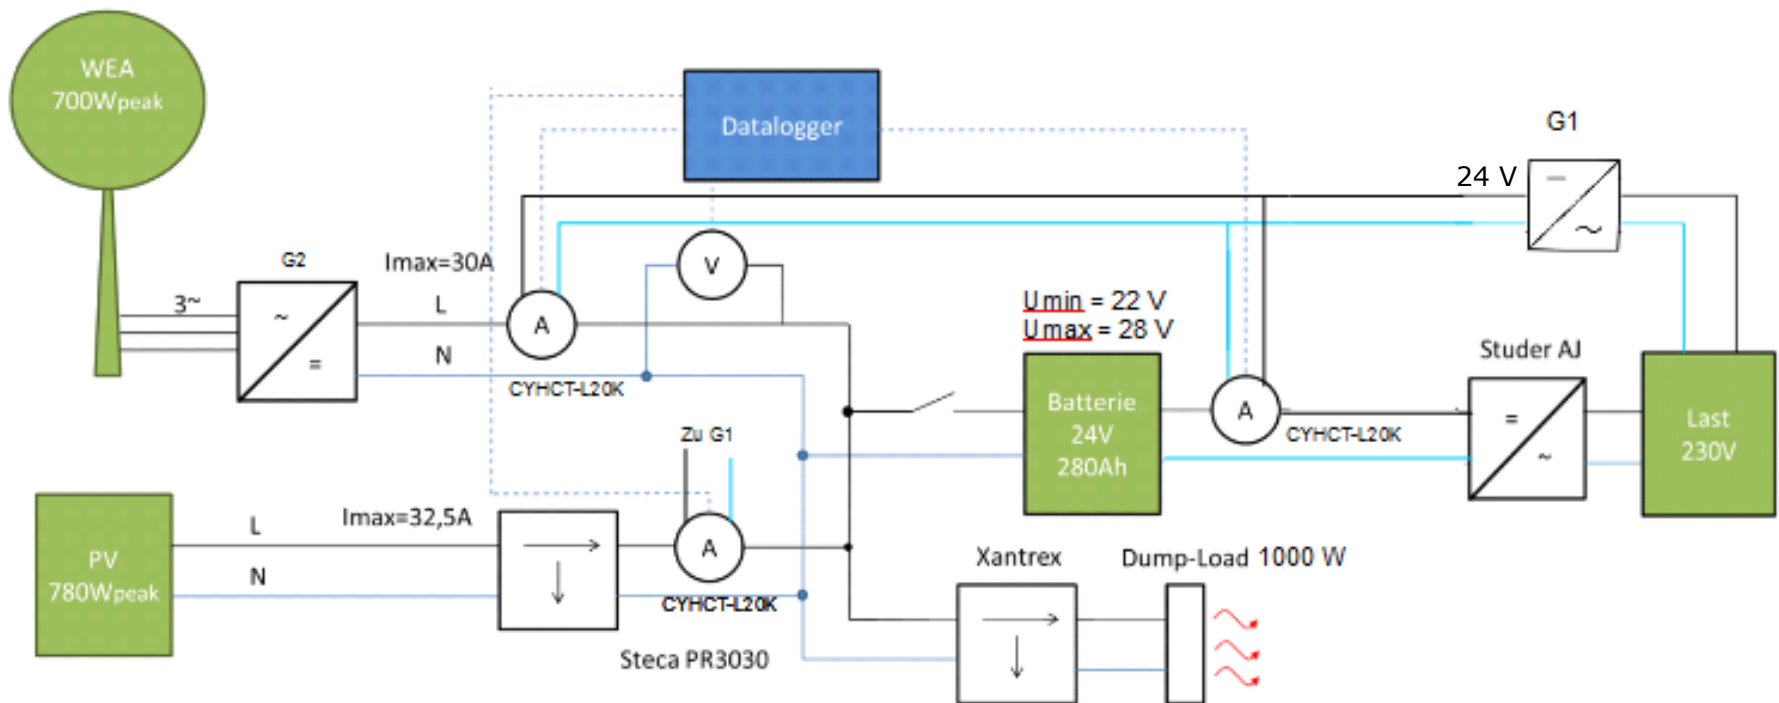 WEA
700Wpeak
Datalogger
G1
24 V
G2
Imax=30A
3~
L
A
V
~
=
N
CYHCT-L20K
Umin = 22 V
Umax = 28 V
Studer AJ
Batterie
24V
280Ah
A
CYHCT-L20K
=
~
Last
230V
Zu G1
PV
780Wpeak
L
N
Imax=32,5A
A
CYHCT-L20K
Steca PR3030
Xantrex
Dump-Load 1000 W